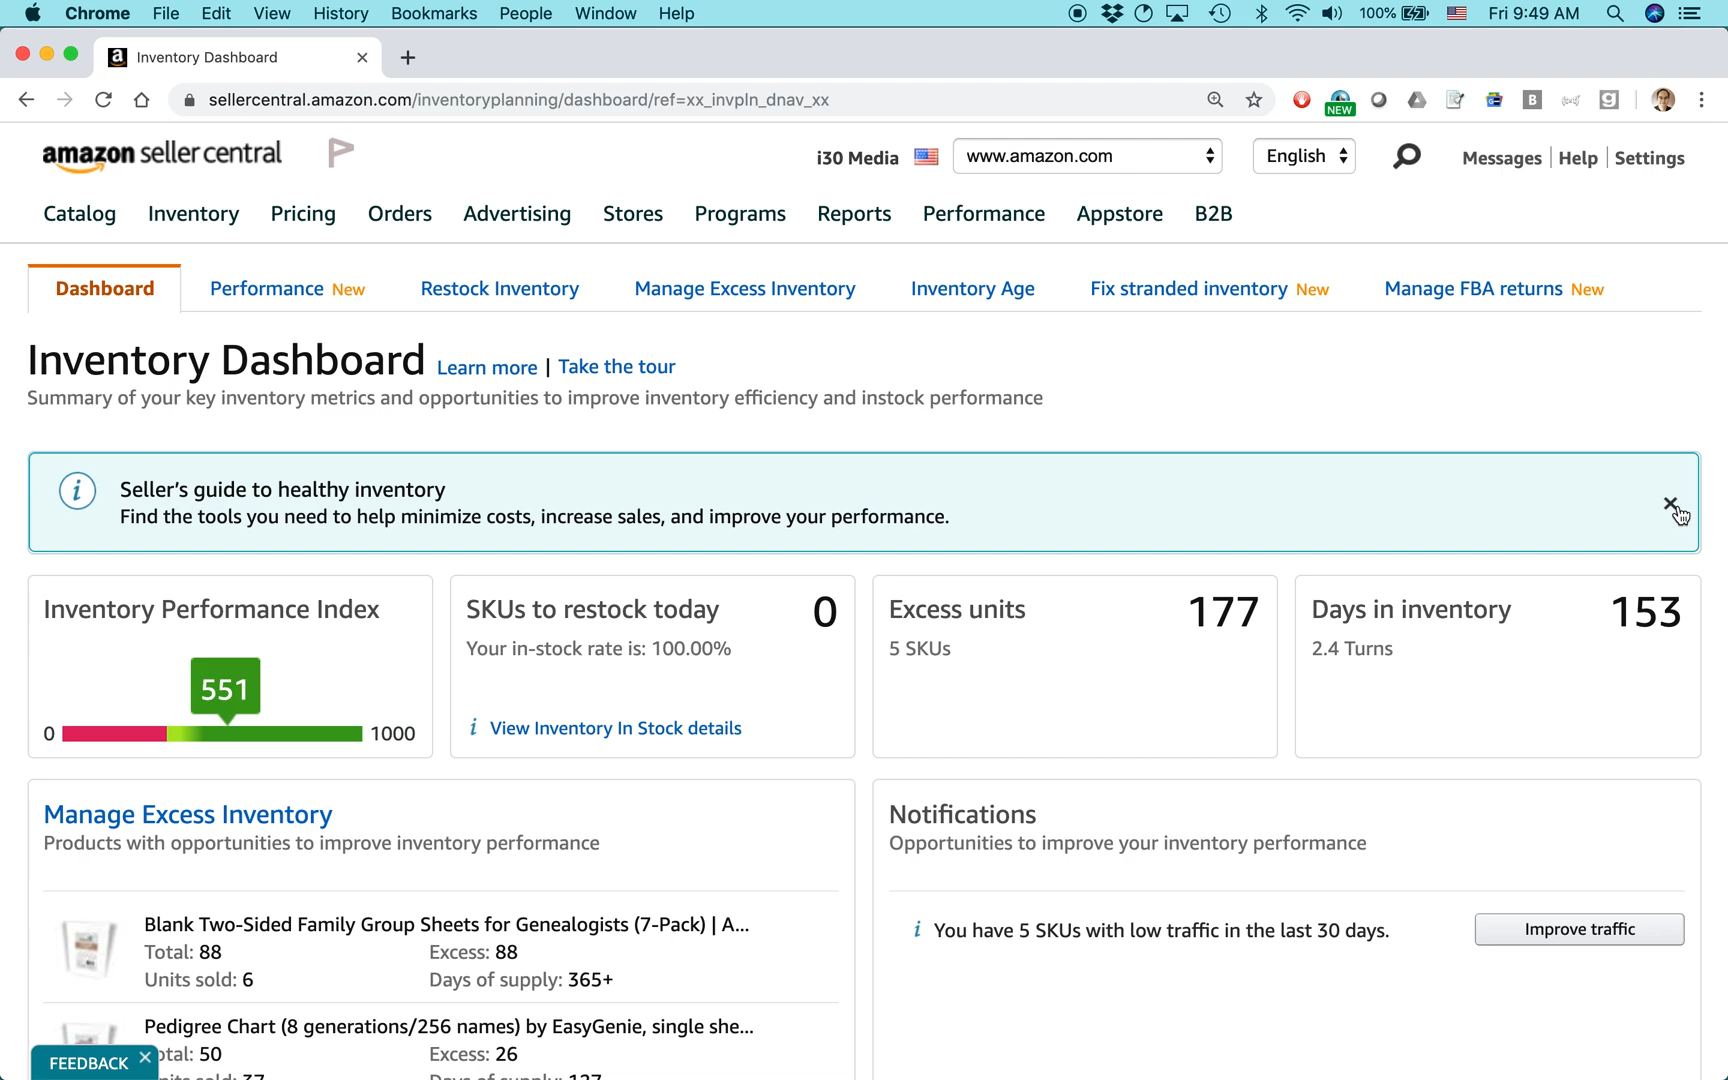 Chrome File Edit View History Bookmarks People Window Help 100% Fri 9:49 AM
a Inventory Dashboard
sellercentral.amazon.com/inventoryplanning/dashboard/ref=xx_invpln_dnav_xx NEW B g
amazon seller central i30 Media www.amazon.com English Messages Help Settings
Catalog Inventory Pricing Orders Advertising Stores Programs Reports Performance Appstore B2B
Dashboard Performance New Restock Inventory Manage Excess Inventory Inventory Age Fix stranded inventory New Manage FBA returns New
Inventory Dashboard Learn more | Take the tour
Summary of your key inventory metrics and opportunities to improve inventory efficiency and instock performance
i Seller's guide to healthy inventory
Find the tools you need to help minimize costs, increase sales, and improve your performance.
Inventory Performance Index
551
0 1000
SKUs to restock today 0
Your in-stock rate is: 100.00%
i View Inventory In Stock details
Excess units 177
5 SKUs
Days in inventory 153
2.4 Turns
Manage Excess Inventory
Products with opportunities to improve inventory performance
Blank Two-Sided Family Group Sheets for Genealogists (7-Pack) | A...
Total: 88 Excess: 88
Units sold: 6 Days of supply: 365+
Pedigree Chart (8 generations/256 names) by EasyGenie, single she...
otal: 50 Excess: 26
nits sold: 37 Days of supply: 137
Notifications
Opportunities to improve your inventory performance
i You have 5 SKUs with low traffic in the last 30 days. Improve traffic
FEEDBACK